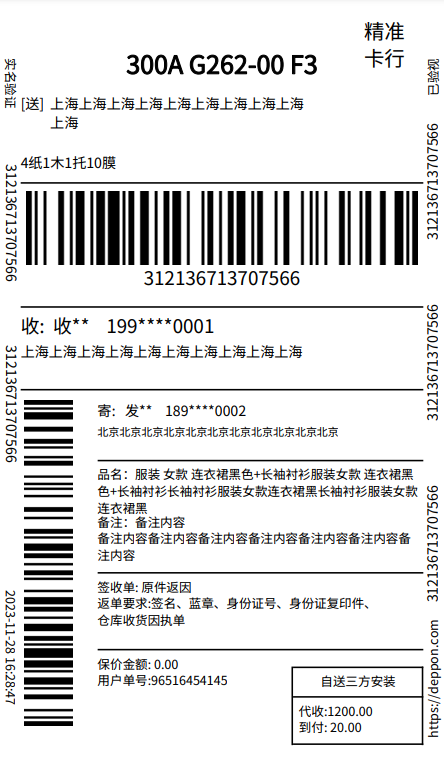 精准
卡行
300A G262-00 F3
实名验证
已验视
[送] 上海上海上海上海上海上海上海上海上海
上海
4纸1木1托10膜
312136713707566
312136713707566
312136713707566
收: 收** 199****0001
上海上海上海上海上海上海上海上海上海上海
312136713707566
312136713707566
寄: 发** 189****0002
北京北京北京北京北京北京北京北京北京北京北京
品名: 服装 女款 连衣裙黑色+长袖衬衫服装女款 连衣裙黑
色+长袖衬衫长袖衬衫服装女款连衣裙黑长袖衬衫服装女款
连衣裙黑
备注: 备注内容
备注内容备注内容备注内容备注内容备注内容备注内容备
注内容
312136713707566
签收单: 原件返因
返单要求:签名、蓝章、身份证号、身份证复印件、
仓库收货因执单
2023-11-28 16:28:47
https://deppon.com
保价金额: 0.00
用户单号:96516454145
自送三方安装
代收:1200.00
到付: 20.00